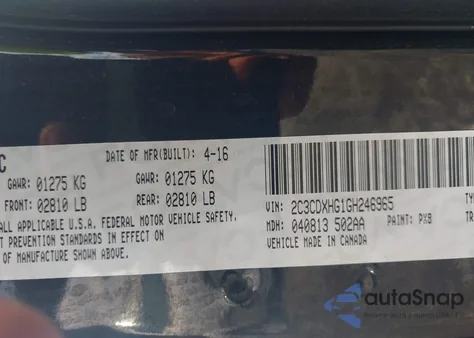 C
DATE OF MFR(BUILT): 4-16
GAWR: 01275 KG GAWR: 01275 KG
FRONT: 02810 LB REAR: 02810 LB
ALL APPLICABLE U.S.A. FEDERAL MOTOR VEHICLE SAFETY.
PREVENTION STANDARDS IN EFFECT ON
OF MANUFACTURE SHOWN ABOVE.
VIN: 2C3CDXHG1GH246965 TY
MDH: 040813 502AA PAINT: PXB TR
VEHICLE MADE IN CANADA
autoSnap